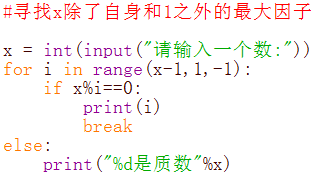 #寻找x除了自身和1之外的最大因子
x = int(input("请输入一个数:"))
for i in range(x-1,1,-1):
    if x%i==0:
        print(i)
        break
else:
    print("%d是质数"%x)